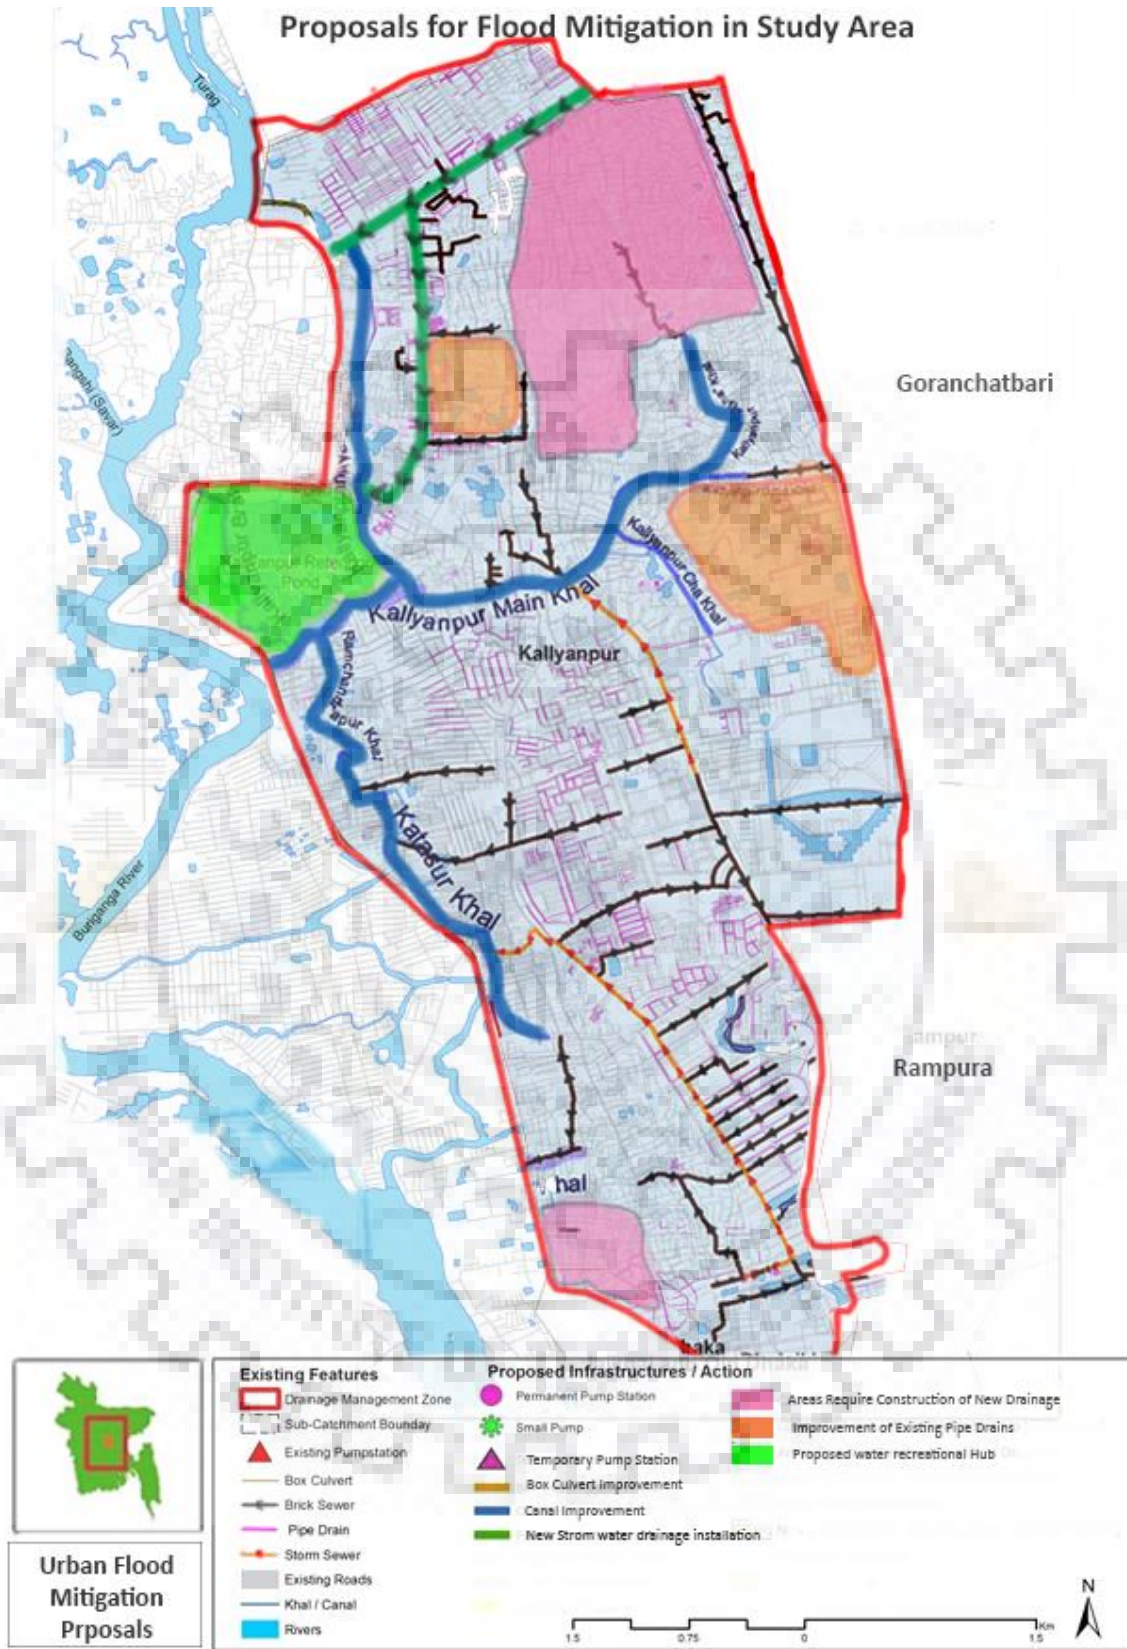 Proposals for Flood Mitigation in Study Area
Turag
Bangshi (Savar)
Goranchatbari
Kallyanpur Cha Khal
Pond
Kallyanpur Main Khal
Kallyanpur
Ramchandrapur Khal
Katasur Khal
Buriganga River
Rampura
hal
haka
Existing Features
Drainage Management Zone
Sub-Catchment Boundary
Existing Pumpstation
Box Culvert
Brick Sewer
Pipe Drain
Storm Sewer
Existing Roads
Khal / Canal
Rivers
Proposed Infrastructures / Action
Permanent Pump Station
Small Pump
Temporary Pump Station
Box Culvert Improvement
Canal Improvement
New Strom water drainage installation
Areas Require Construction of New Drainage
Improvement of Existing Pipe Drains
Proposed water recreational Hub
Urban Flood
Mitigation
Prposals
N
1.5 0.75 0 1.5 Km